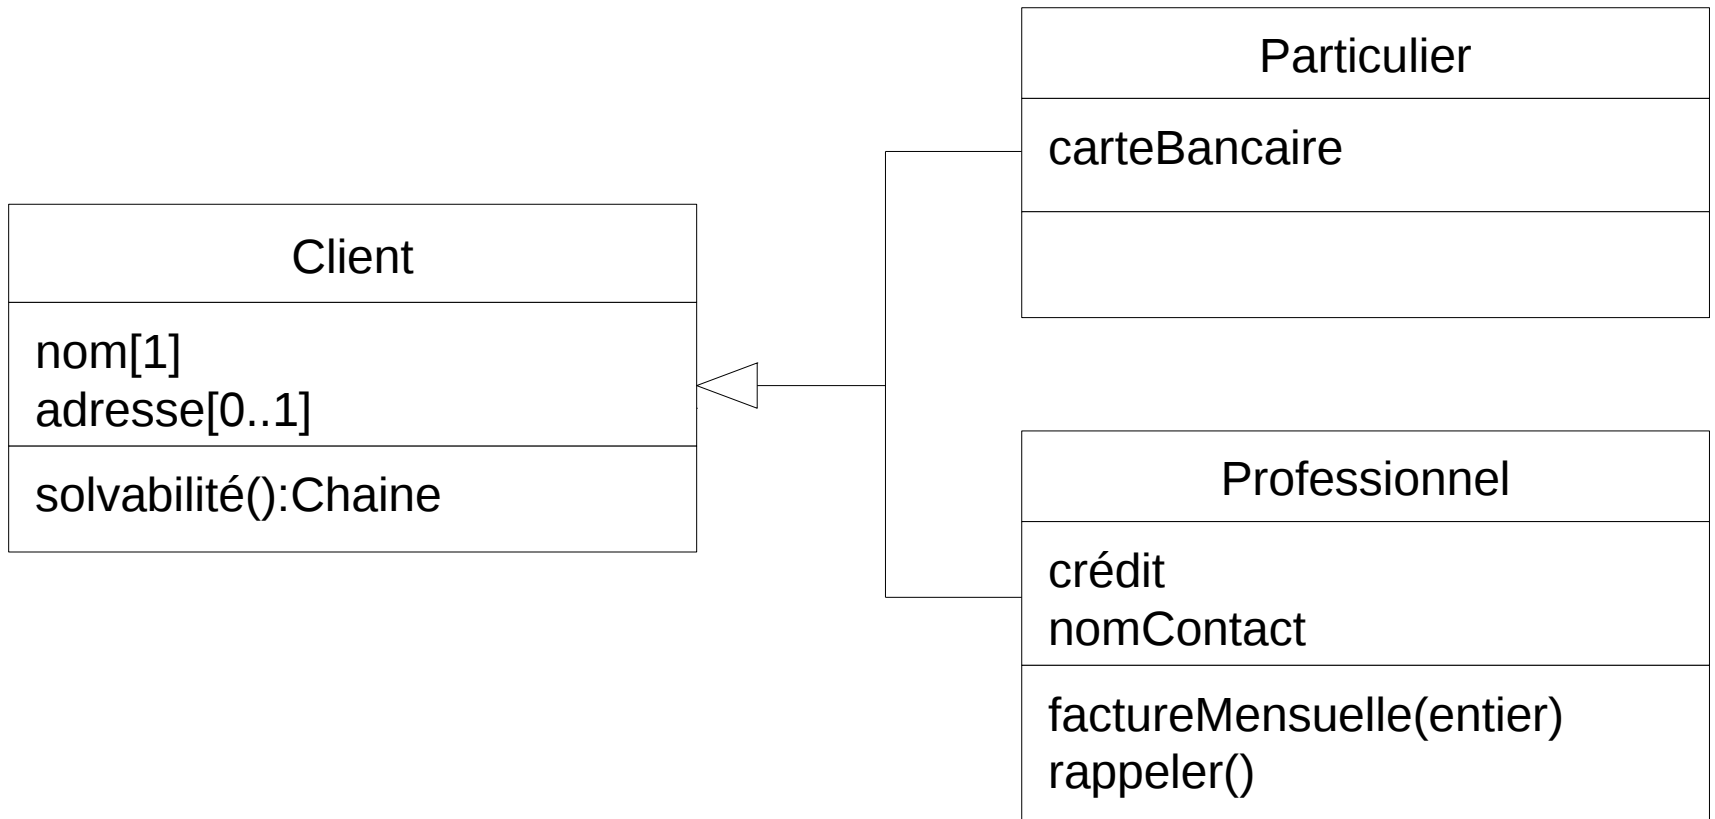 Particulier
carteBancaire
Client
nom[1]
adresse[0..1]
solvabilité():Chaine
Professionnel
crédit
nomContact
factureMensuelle(entier)
rappeler()